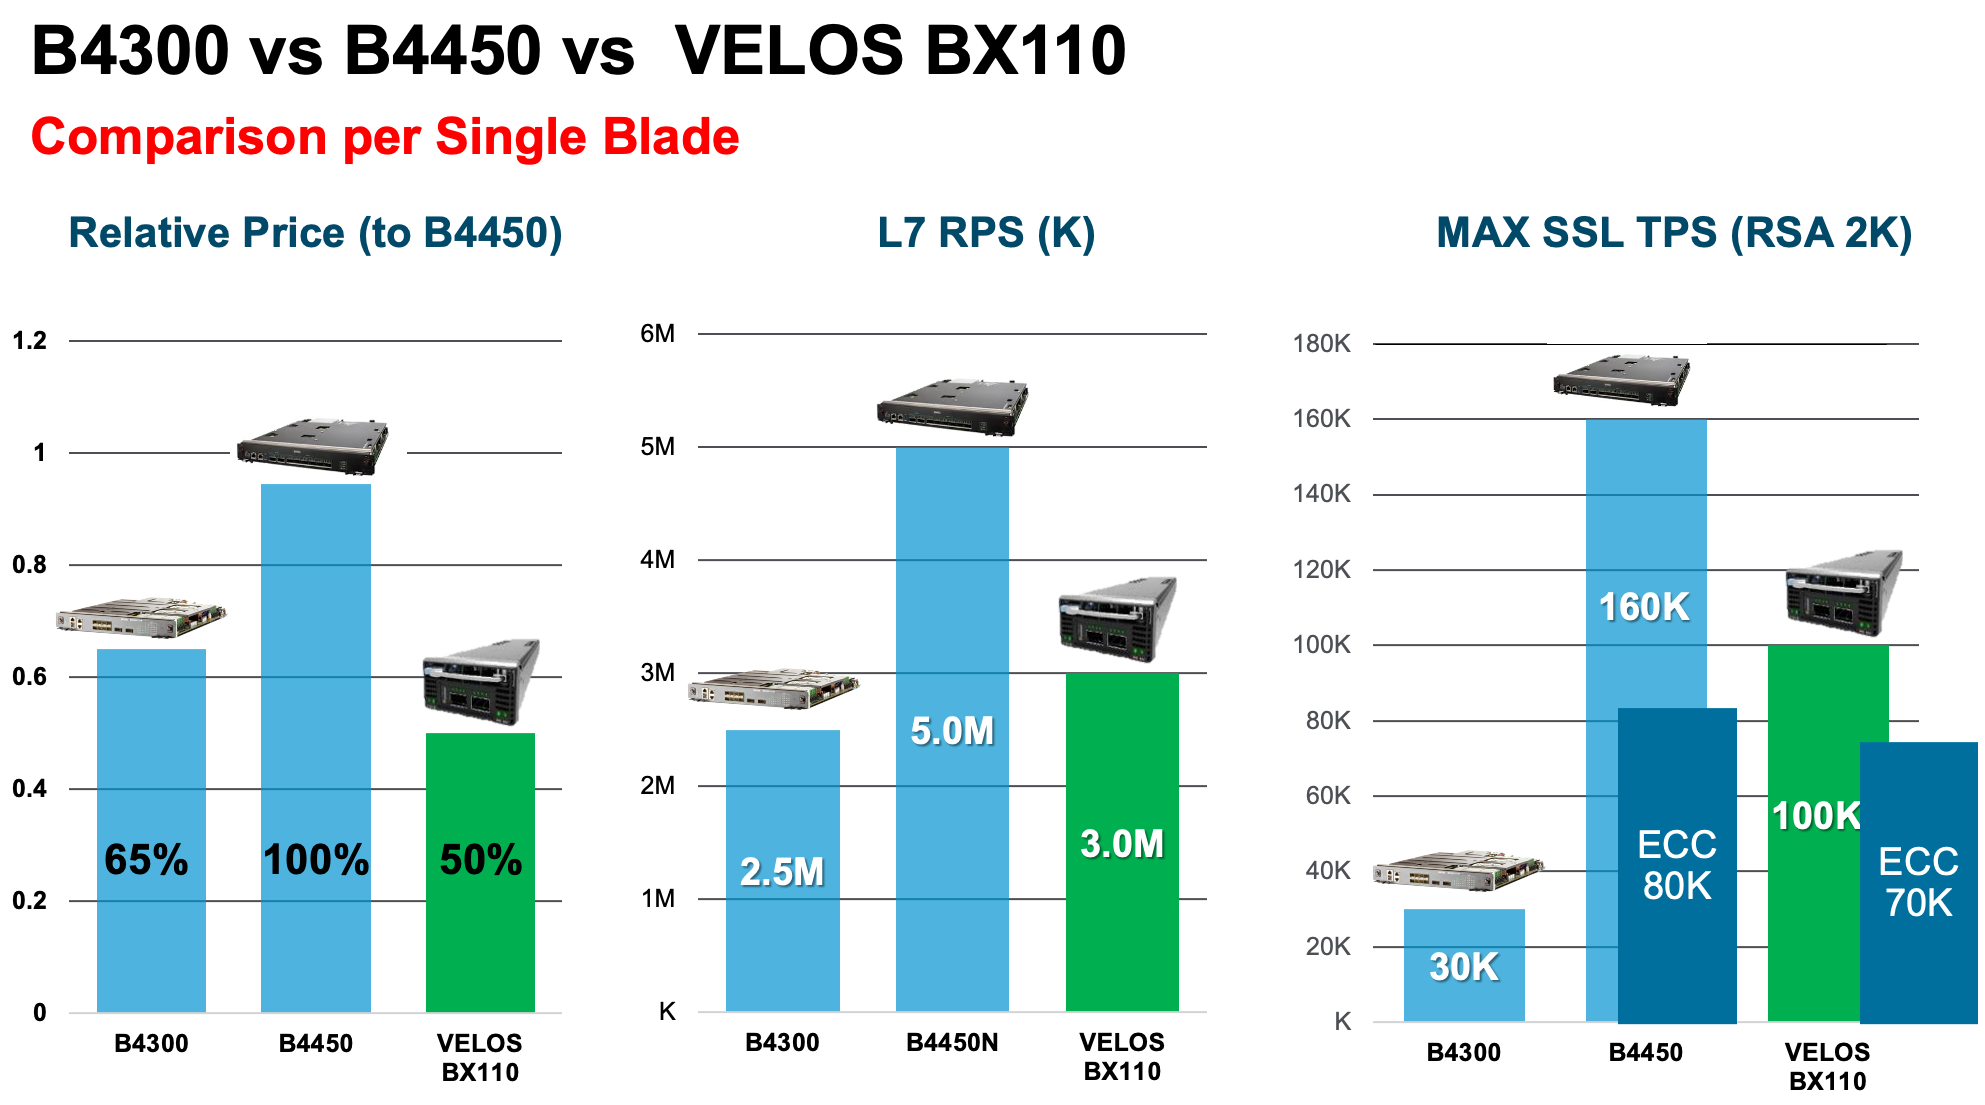 B4300 vs B4450 vs VELOS BX110
Comparison per Single Blade
Relative Price (to B4450)
1.2
1
0.8
0.6
0.4
0.2
0
65%
100%
50%
B4300
B4450
VELOS
BX110
L7 RPS (K)
6M
5M
4M
3M
2M
1M
K
2.5M
5.0M
3.0M
B4300
B4450N
VELOS
BX110
MAX SSL TPS (RSA 2K)
180K
160K
140K
120K
100K
80K
60K
40K
20K
K
30K
160K
ECC
80K
100K
ECC
70K
B4300
B4450
VELOS
BX110